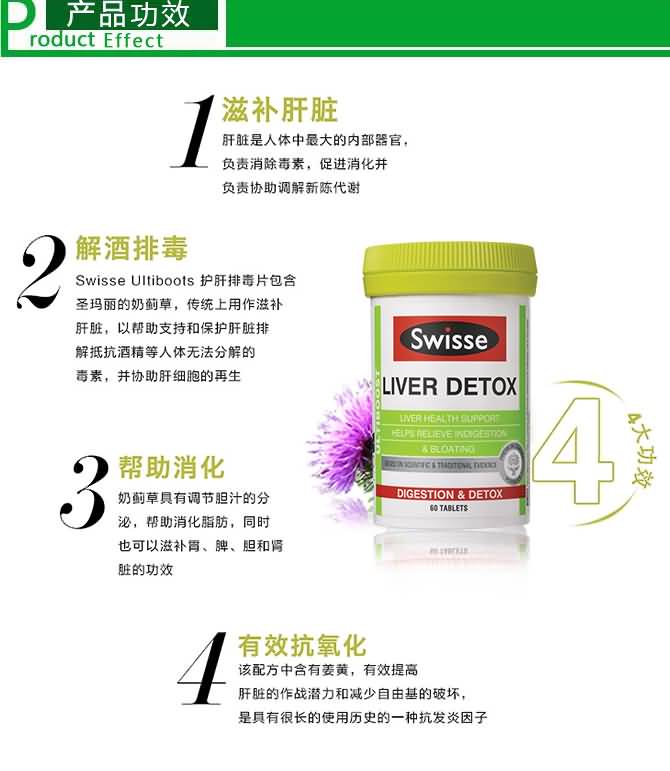 产品功效
Product Effect
1 滋补肝脏
肝脏是人体中最大的内部器官，
负责消除毒素，促进消化并
负责协助调解新陈代谢
2 解酒排毒
Swisse Ultiboots 护肝排毒片包含
圣玛丽的奶蓟草，传统上用作滋补
肝脏，以帮助支持和保护肝脏排
解抵抗酒精等人体无法分解的
毒素，并协助肝细胞的再生
Swisse
ULTIBOOST
LIVER DETOX
LIVER HEALTH SUPPORT
HELPS RELIEVE INDIGESTION
& BLOATING
BASED ON SCIENTIFIC & TRADITIONAL EVIDENCE
DIGESTION & DETOX
60 TABLETS
4
4大功效
3 帮助消化
奶蓟草具有调节胆汁的分
泌，帮助消化脂肪，同时
也可以滋补胃、脾、胆和肾
脏的功效
4 有效抗氧化
该配方中含有姜黄，有效提高
肝脏的作战潜力和减少自由基的破坏，
是具有很长的使用历史的一种抗发炎因子